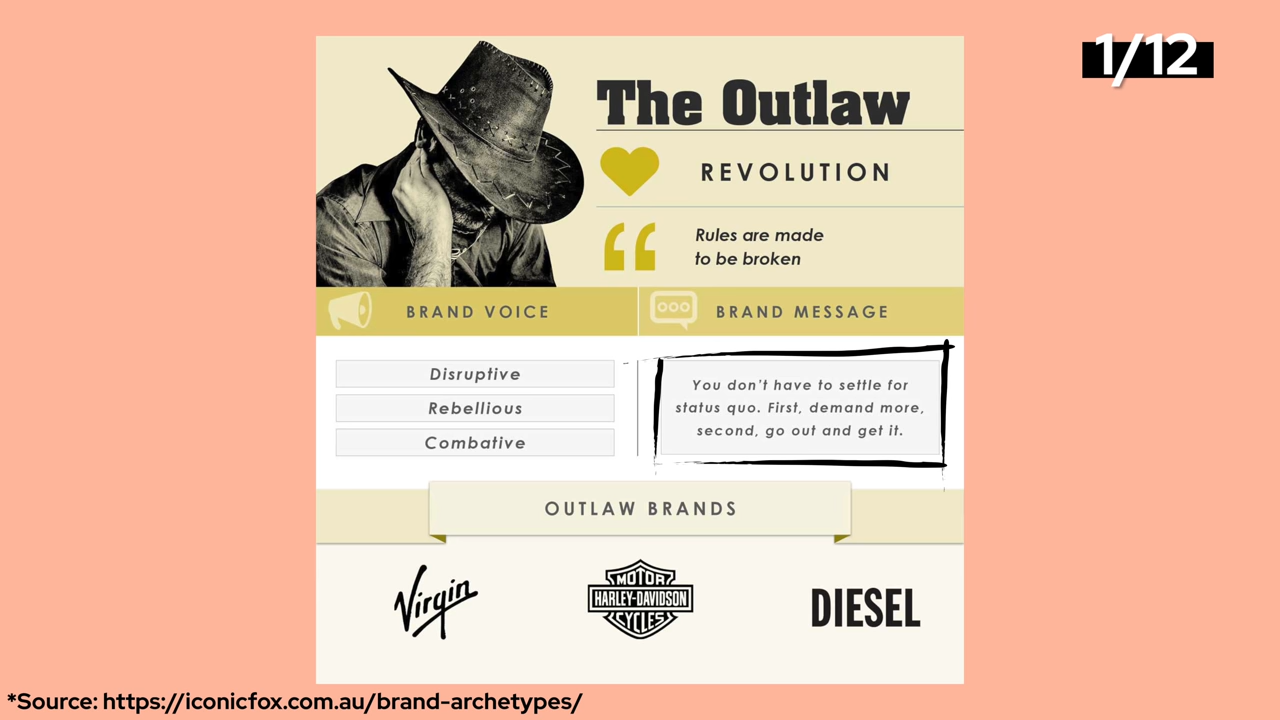 1/12
The Outlaw
REVOLUTION
Rules are made
to be broken
BRAND VOICE
BRAND MESSAGE
Disruptive
Rebellious
Combative
You don't have to settle for
status quo. First, demand more,
second, go out and get it.
OUTLAW BRANDS
Virgin
MOTOR
HARLEY-DAVIDSON
CYCLES
DIESEL
*Source: https://iconicfox.com.au/brand-archetypes/